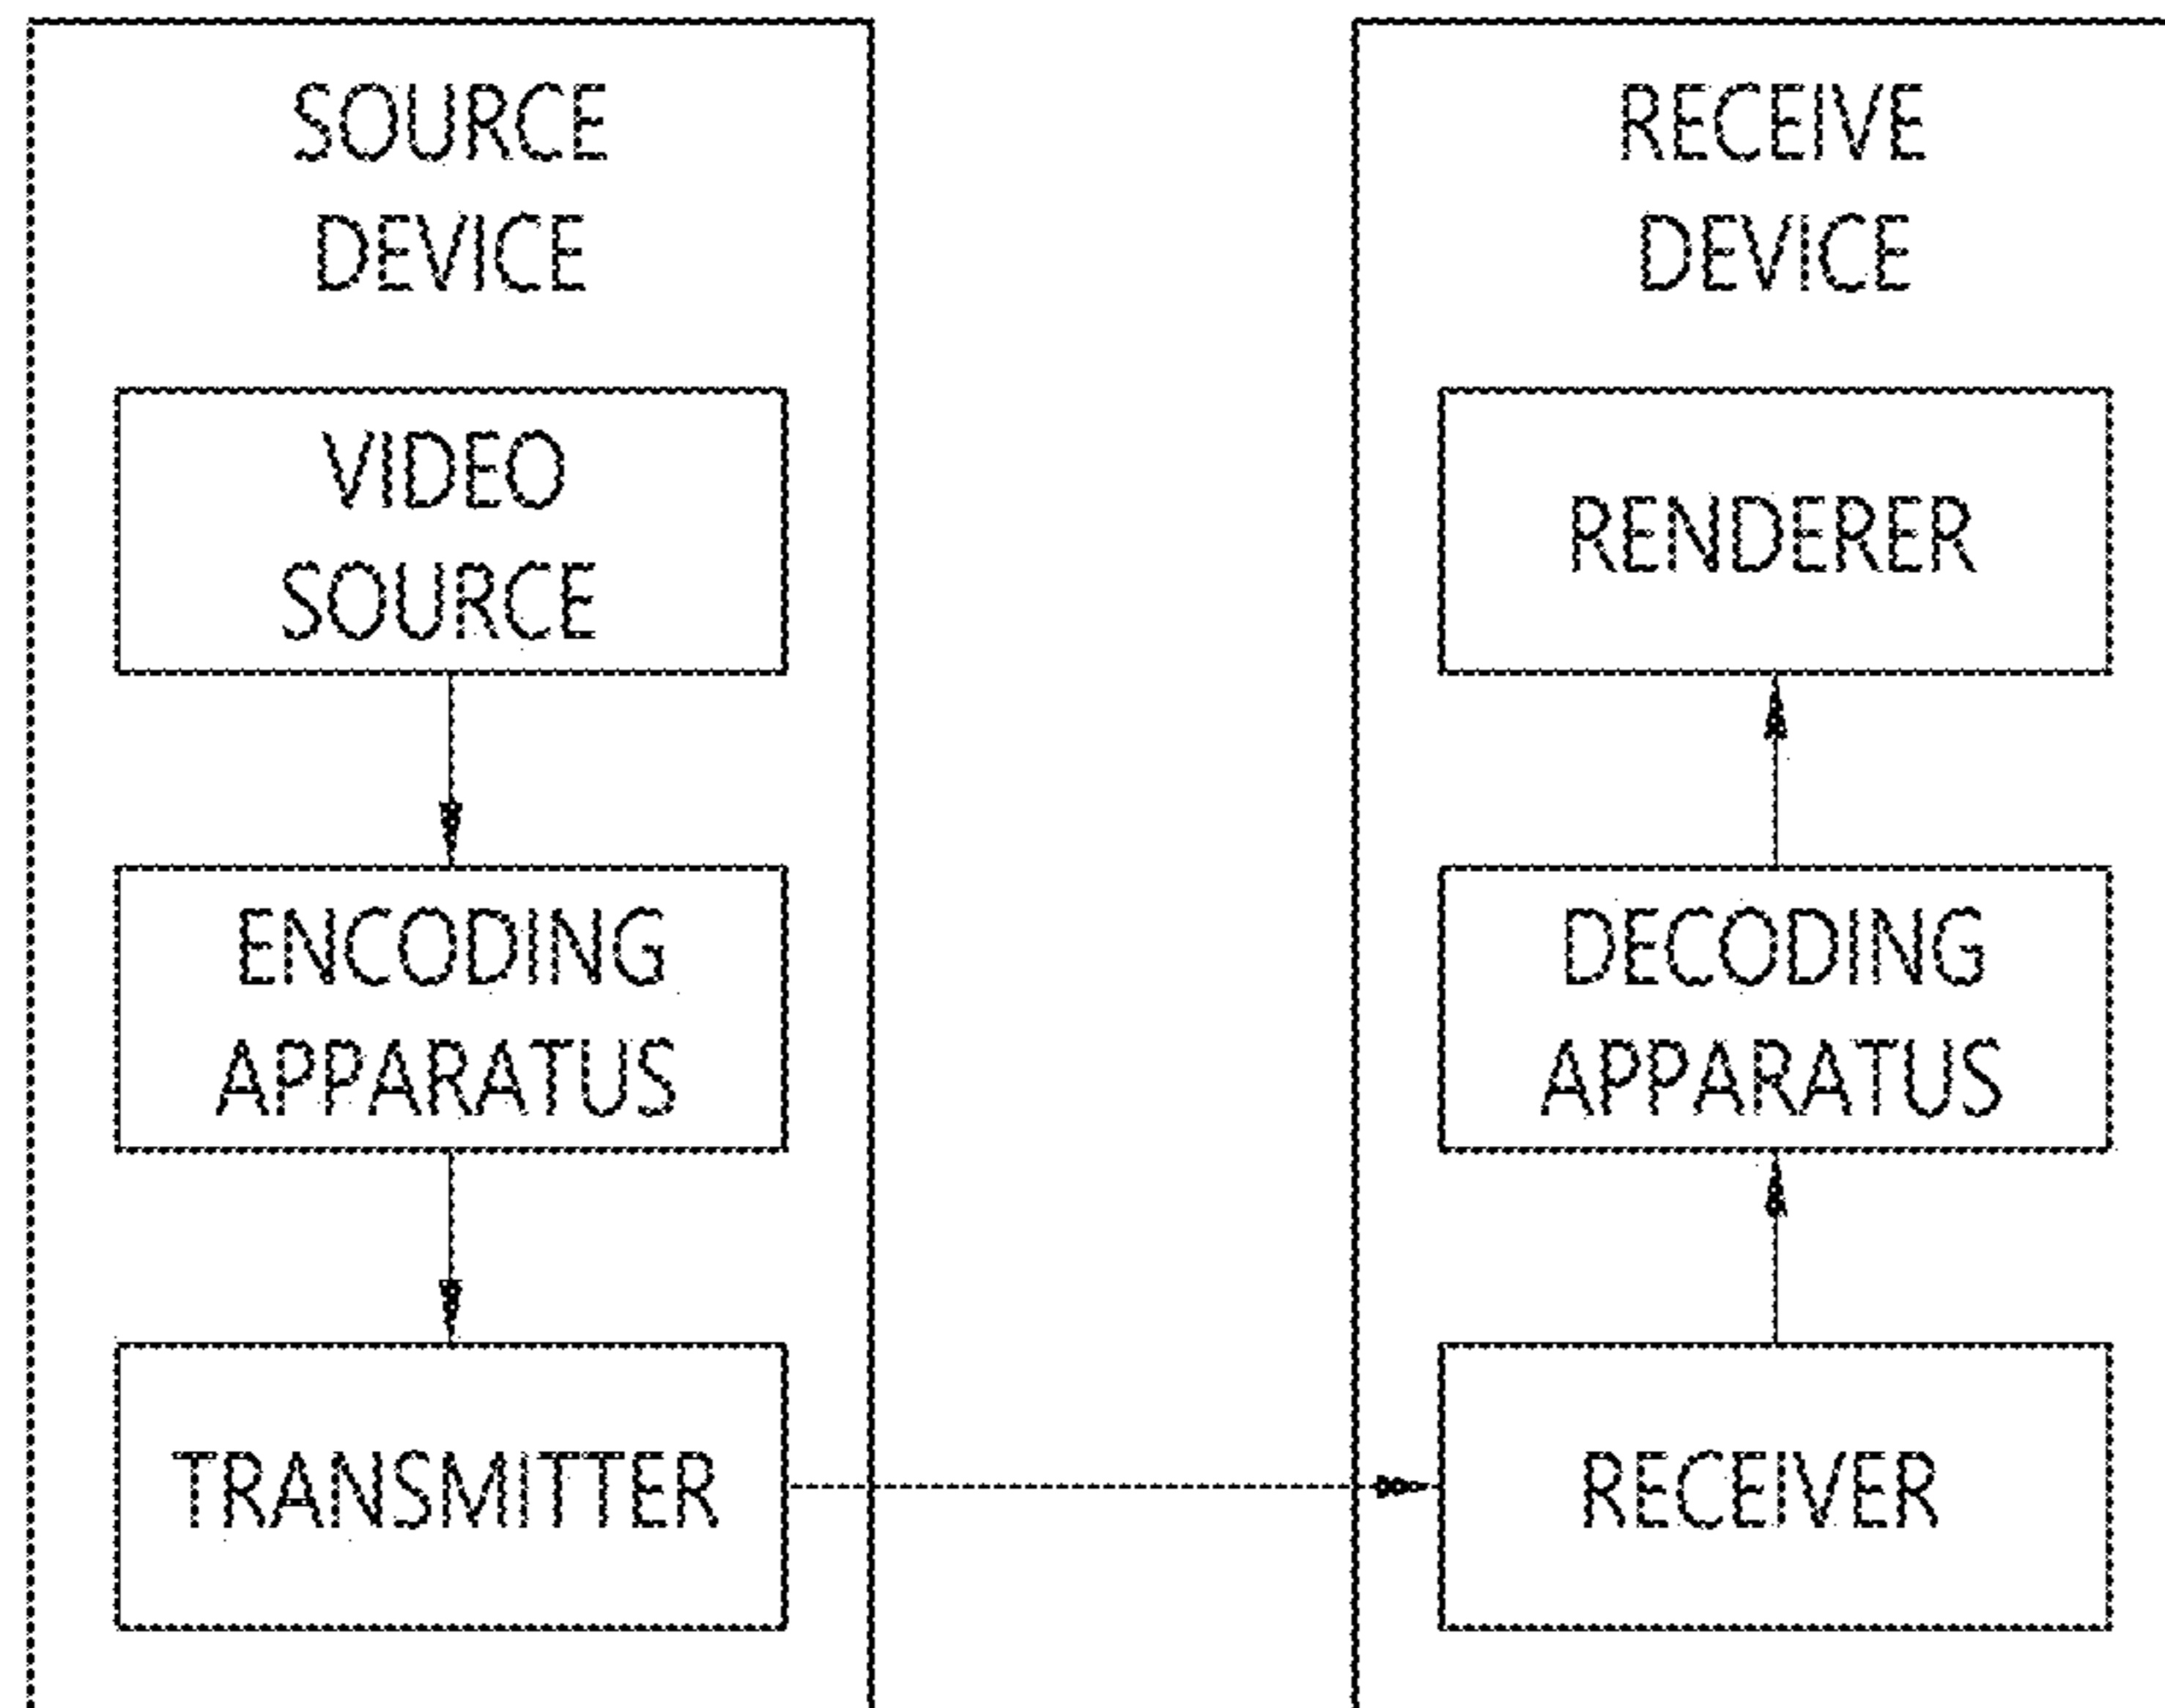 SOURCE
DEVICE
VIDEO
SOURCE
ENCODING
APPARATUS
TRANSMITTER
RECEIVE
DEVICE
RENDERER
DECODING
APPARATUS
RECEIVER